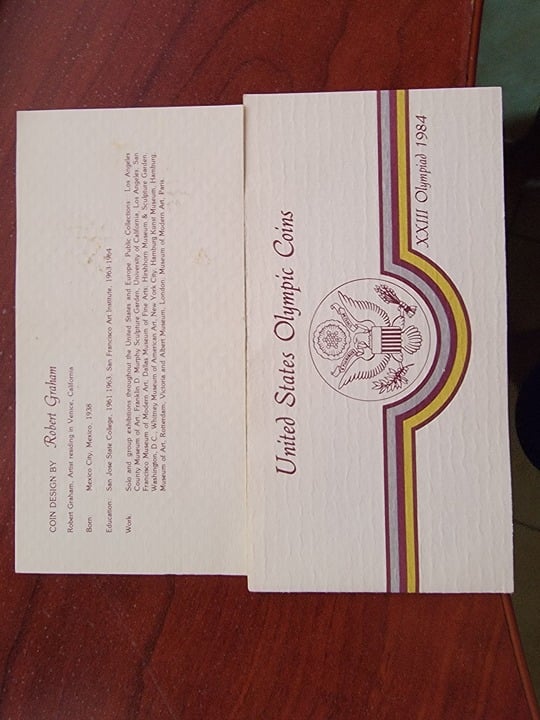 COIN DESIGN BY Robert Graham
Robert Graham, Artist residing in Venice, California
Born Mexico City, Mexico, 1938
Education: San Jose State College, 1961-1963, San Francisco Art Institute, 1963-1964
Work Solo and group exhibitions throughout the United States and Europe. Public Collections: Los Angeles
County Museum of Art, Franklin D. Murphy Sculpture Garden, University of California, Los Angeles, San
Francisco Museum of Modern Art, Dallas Museum of Fine Arts, Hirshhorn Museum & Sculpture Garden,
Washington, D.C., Whitney Museum of American Art, New York City, Hamburg Kunst Museum, Hamburg,
Museum of Art, Rotterdam, Victoria and Albert Museum, London, Museum of Modern Art, Paris.
United States Olympic Coins
XXIII Olympiad 1984